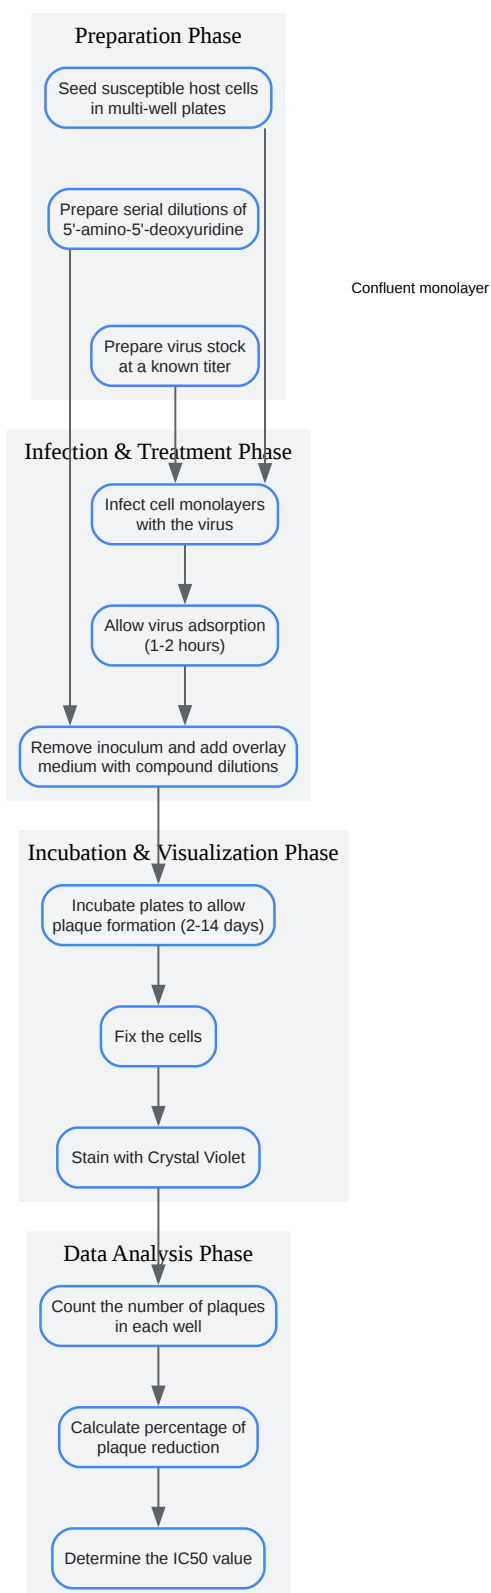 Preparation Phase
Seed susceptible host cells
in multi-well plates
Prepare serial dilutions of
5'-amino-5'-deoxyuridine
Confluent monolayer
Prepare virus stock
at a known titer
Infection & Treatment Phase
Infect cell monolayers
with the virus
Allow virus adsorption
(1-2 hours)
Remove inoculum and add overlay
medium with compound dilutions
Incubation & Visualization Phase
Incubate plates to allow
plaque formation (2-14 days)
Fix the cells
Stain with Crystal Violet
Data Analysis Phase
Count the number of plaques
in each well
Calculate percentage of
plaque reduction
Determine the IC50 value